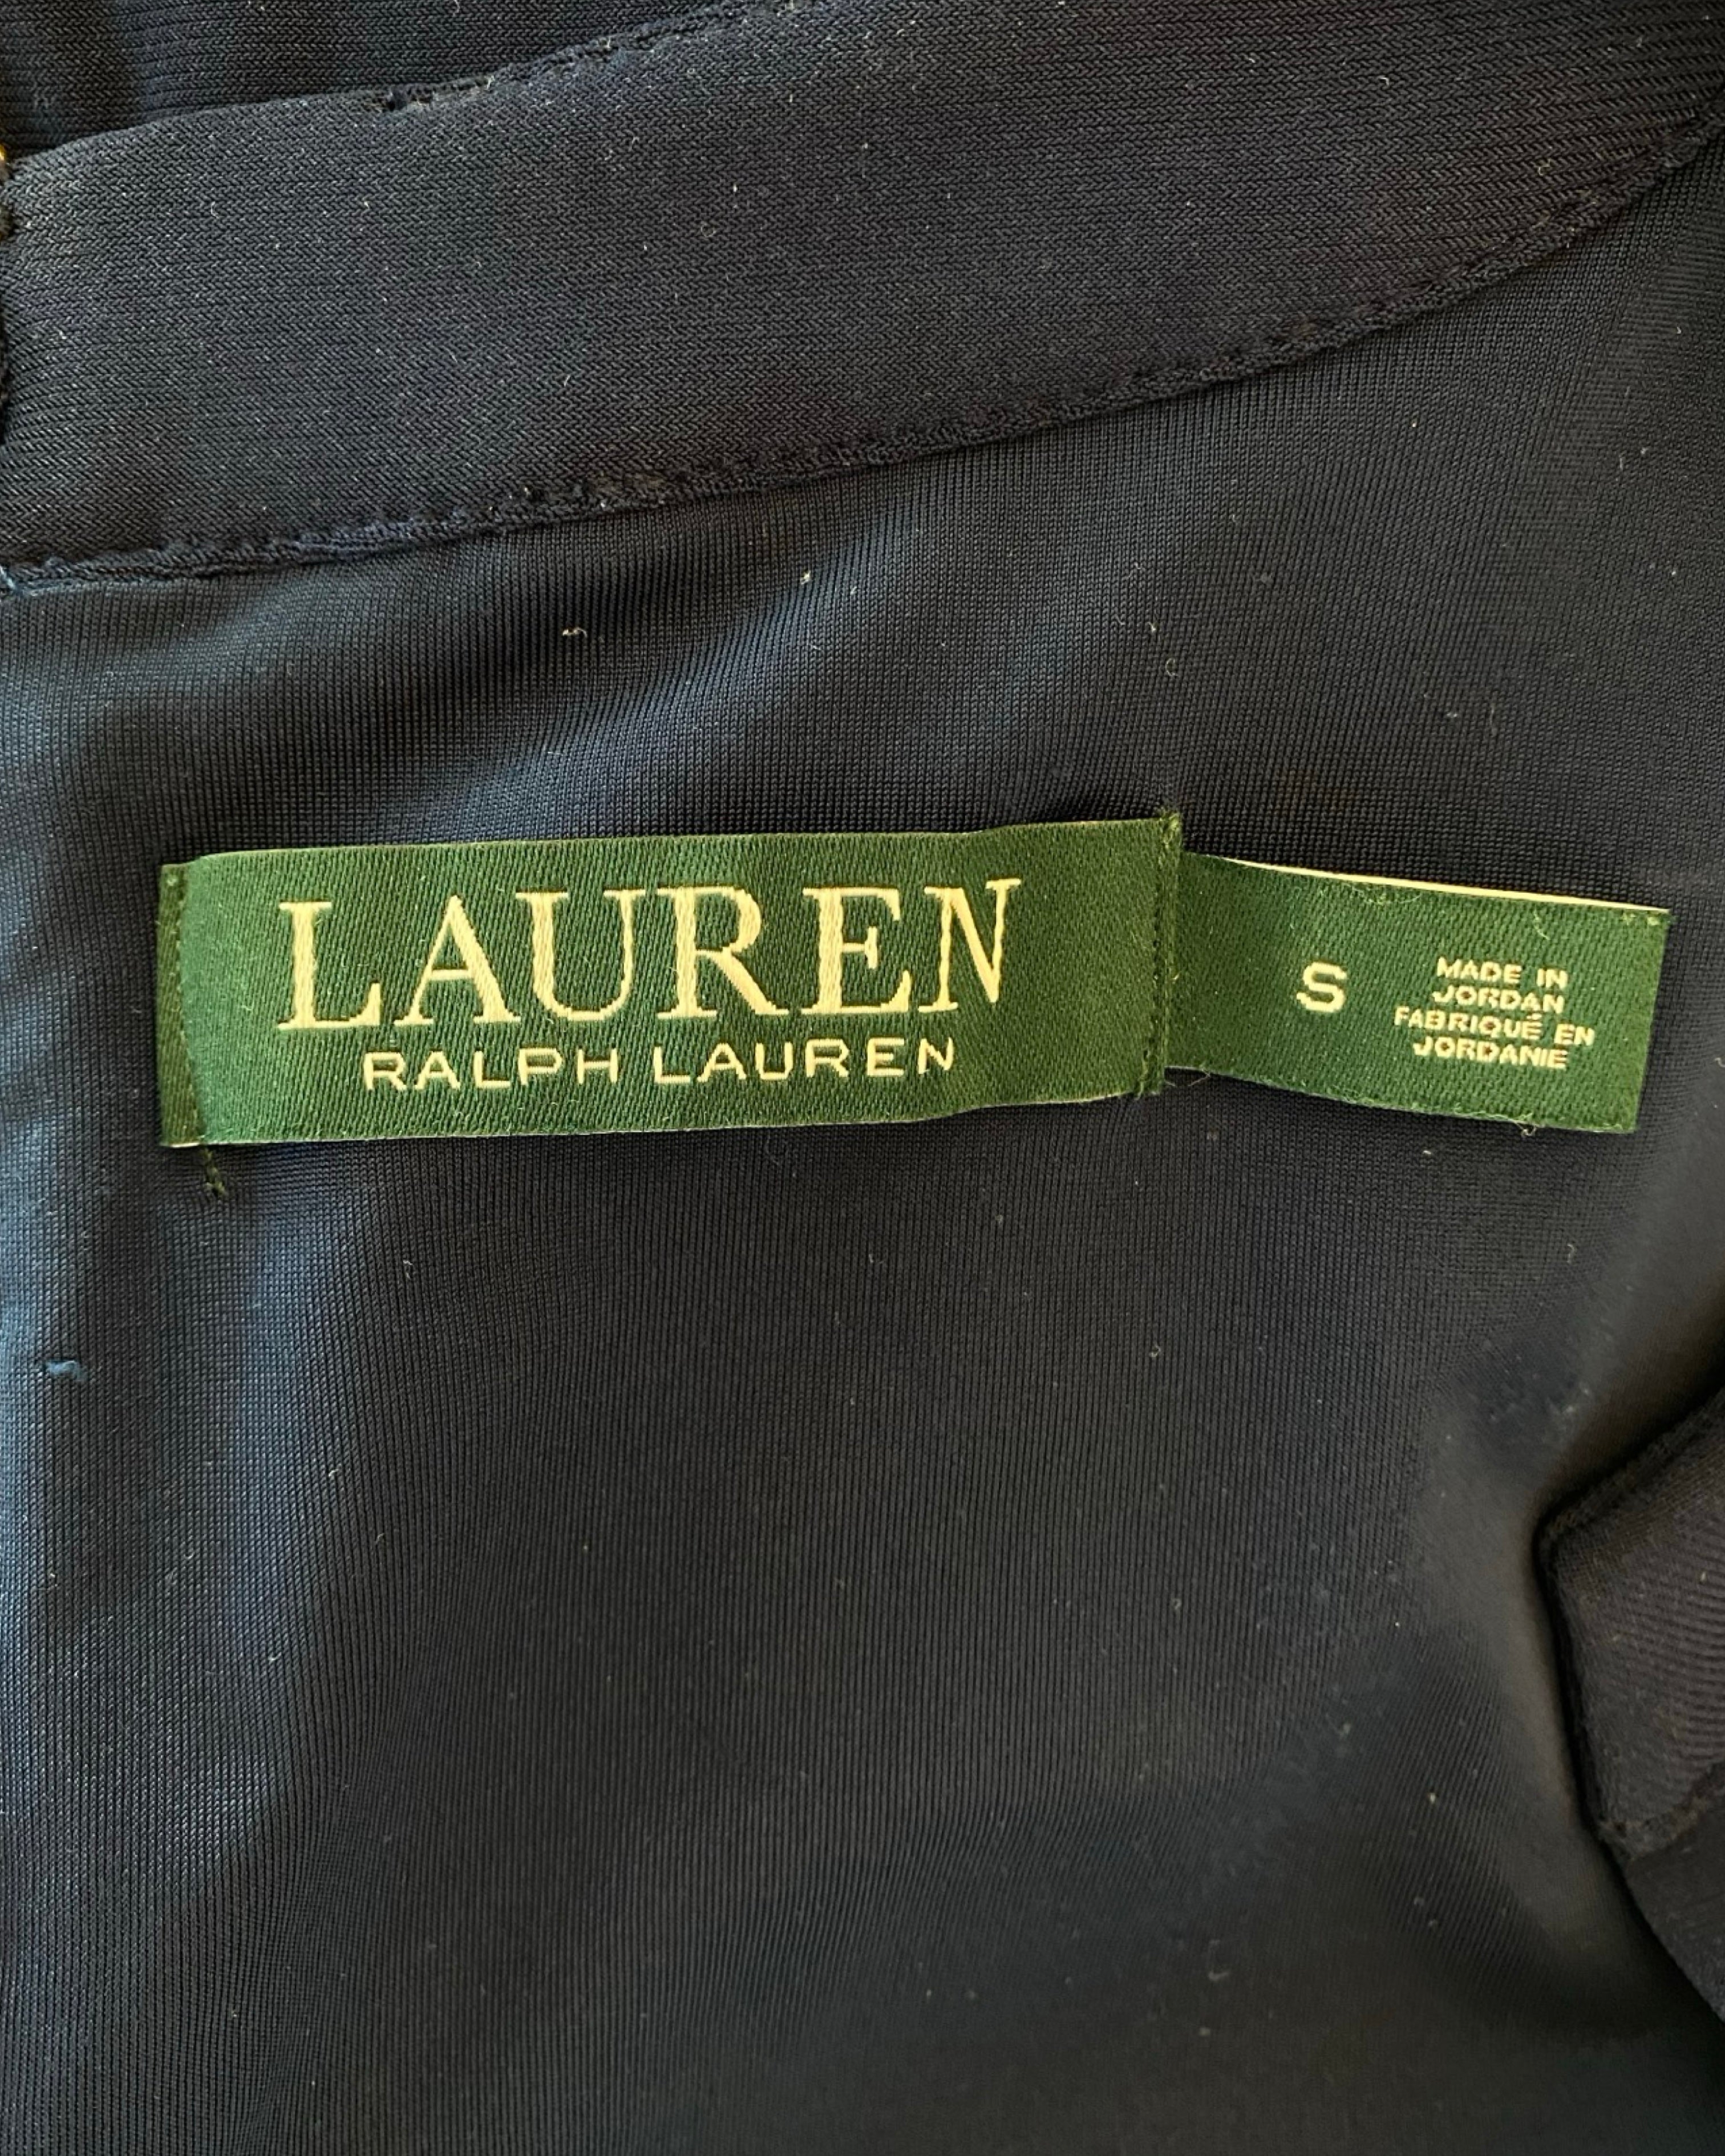 LAUREN
RALPH LAUREN
S
MADE IN
JORDAN
FABRIQUÉ EN
JORDANIE